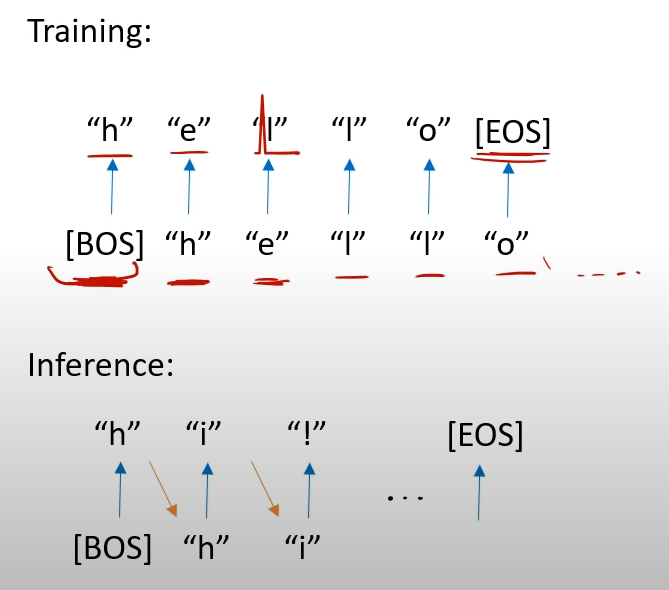 Training:
“h” “e” “l” “l” “o” [EOS]
[BOS] “h” “e” “l” “l” “o”
Inference:
“h” “i” “!” [EOS]
...
[BOS] “h” “i”